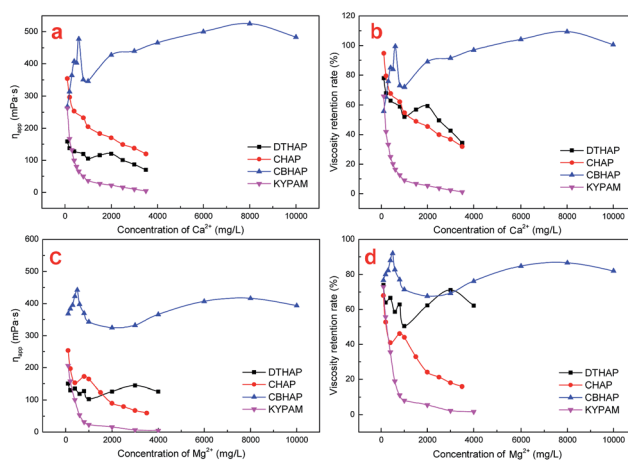 a
η_app (mPa·s)
500
400
300
200
100
0
DTHAP
CHAP
CBHAP
KYPAM
0 2000 4000 6000 8000 10000
Concentration of Ca²⁺ (mg/L)
b
Viscosity retention rate (%)
120
100
80
60
40
20
0
DTHAP
CHAP
CBHAP
KYPAM
0 2000 4000 6000 8000 10000
Concentration of Ca²⁺ (mg/L)
c
η_app (mPa·s)
600
500
400
300
200
100
0
DTHAP
CHAP
CBHAP
KYPAM
0 2000 4000 6000 8000 10000
Concentration of Mg²⁺ (mg/L)
d
Viscosity retention rate (%)
100
80
60
40
20
0
DTHAP
CHAP
CBHAP
KYPAM
0 2000 4000 6000 8000 10000
Concentration of Mg²⁺ (mg/L)